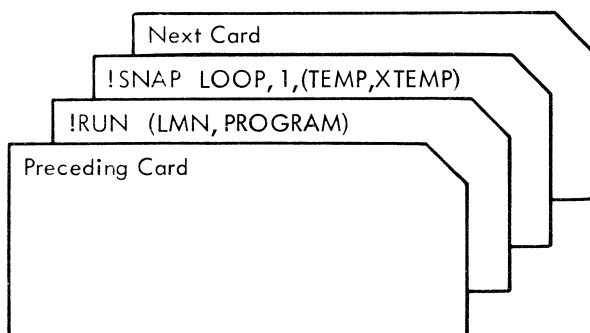 Next Card
!SNAP LOOP, 1,(TEMP,XTEMP)
!RUN (LMN, PROGRAM)
Preceding Card